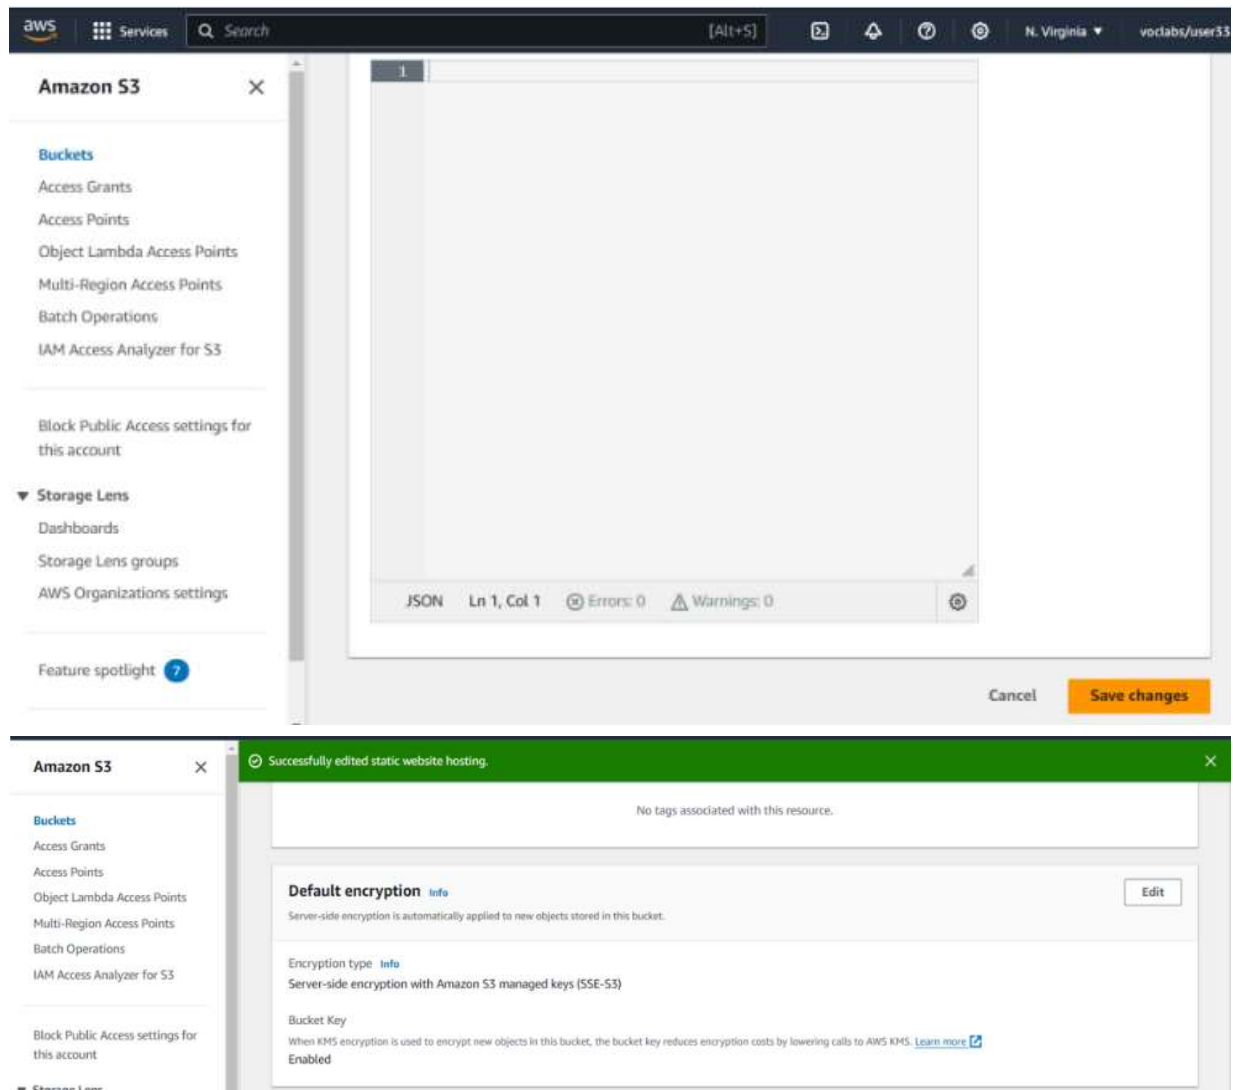 aws
Services
Search
[Alt+S]
N. Virginia
voclabs/user33
Amazon S3
1
Buckets
Access Grants
Access Points
Object Lambda Access Points
Multi-Region Access Points
Batch Operations
IAM Access Analyzer for S3
Block Public Access settings for
this account
Storage Lens
Dashboards
Storage Lens groups
AWS Organizations settings
JSON Ln 1, Col 1 Errors: 0 Warnings: 0
Feature spotlight 7
Cancel Save changes
Amazon S3
Successfully edited static website hosting.
Buckets
Access Grants
Access Points
Object Lambda Access Points
Multi-Region Access Points
Batch Operations
IAM Access Analyzer for S3
Block Public Access settings for
this account
Storage Lens
No tags associated with this resource.
Default encryption Info
Edit
Server-side encryption is automatically applied to new objects stored in this bucket.
Encryption type Info
Server-side encryption with Amazon S3 managed keys (SSE-S3)
Bucket Key
When KMS encryption is used to encrypt new objects in this bucket, the bucket key reduces encryption costs by lowering calls to AWS KMS. Learn more
Enabled